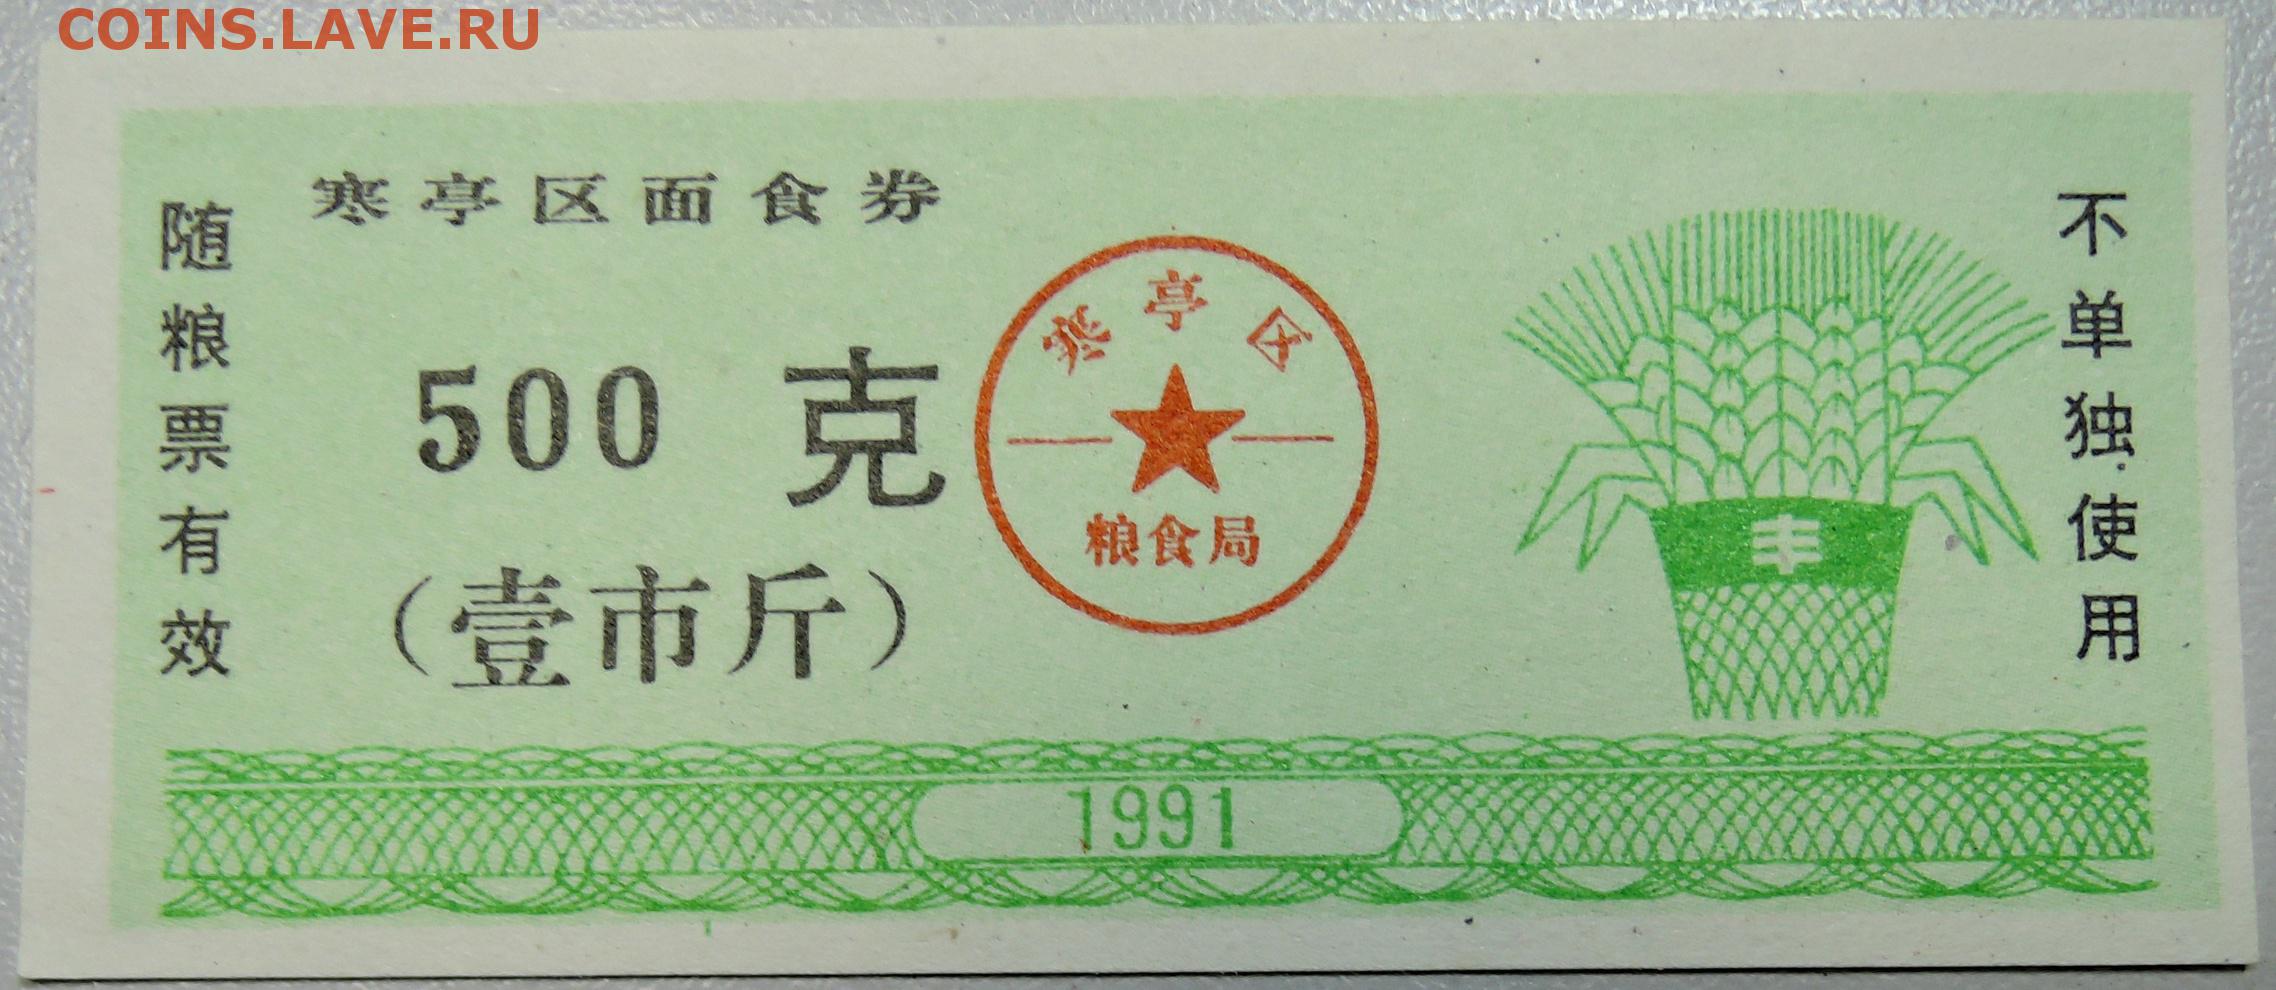 COINS.LAVE.RU
寒亭区面食券
随粮票有效
500 克
(壹市斤)
寒亭区
粮食局
丰
不单独使用
1991